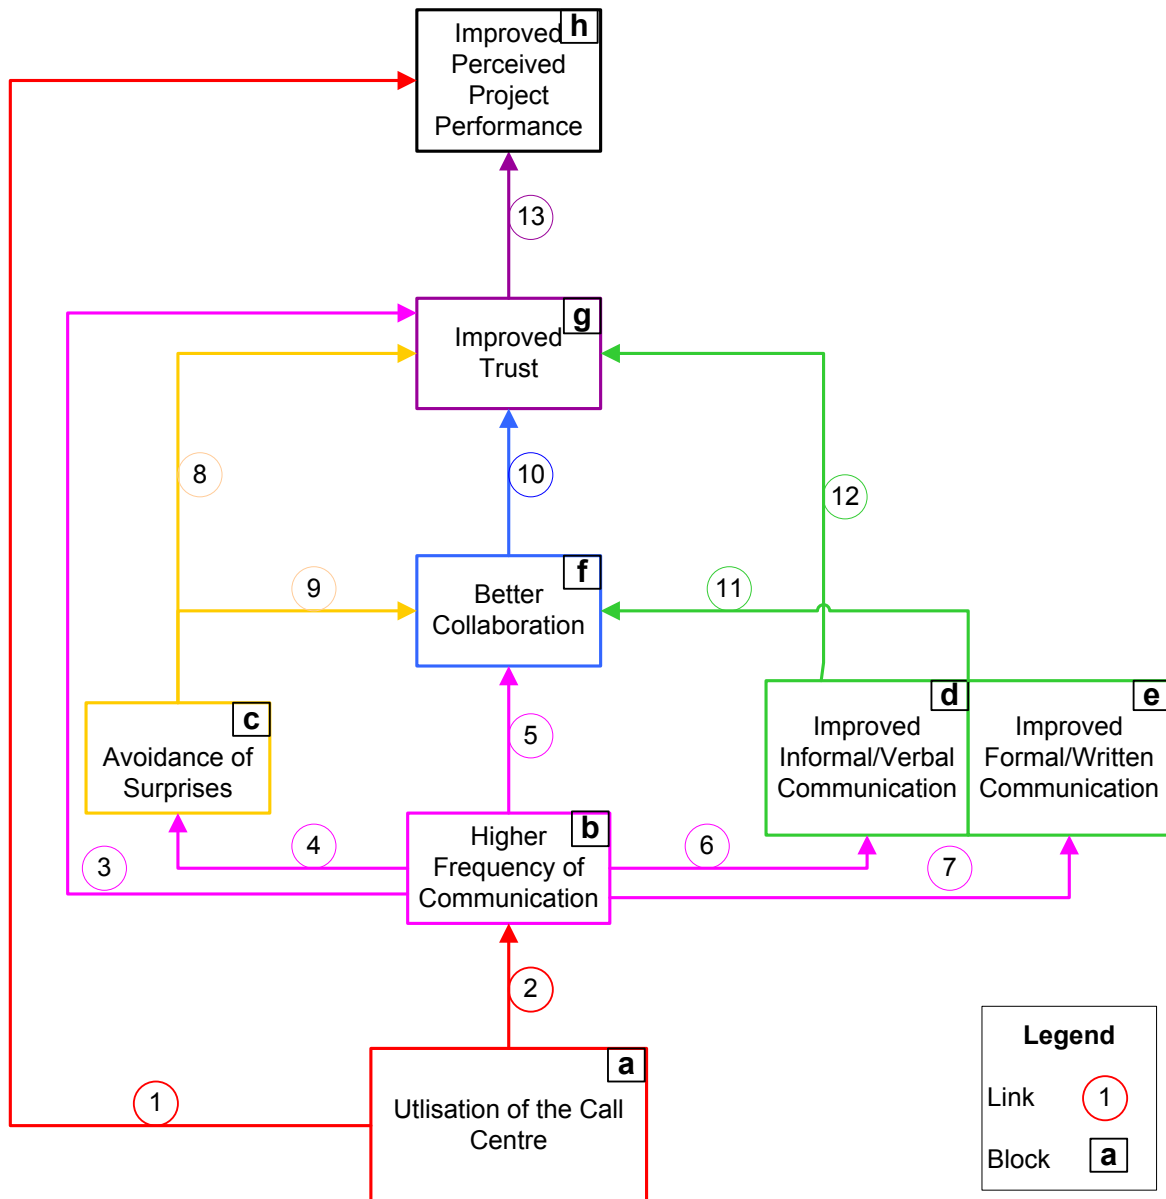 h
Improved
Perceived
Project
Performance
13
g
Improved
Trust
8
10
12
9
f
Better
Collaboration
11
c
Avoidance of
Surprises
5
d
Improved
Informal/Verbal
Communication
e
Improved
Formal/Written
Communication
3
4
b
Higher
Frequency of
Communication
6
7
2
1
a
Utlisation of the Call
Centre
Legend
Link 1
Block a